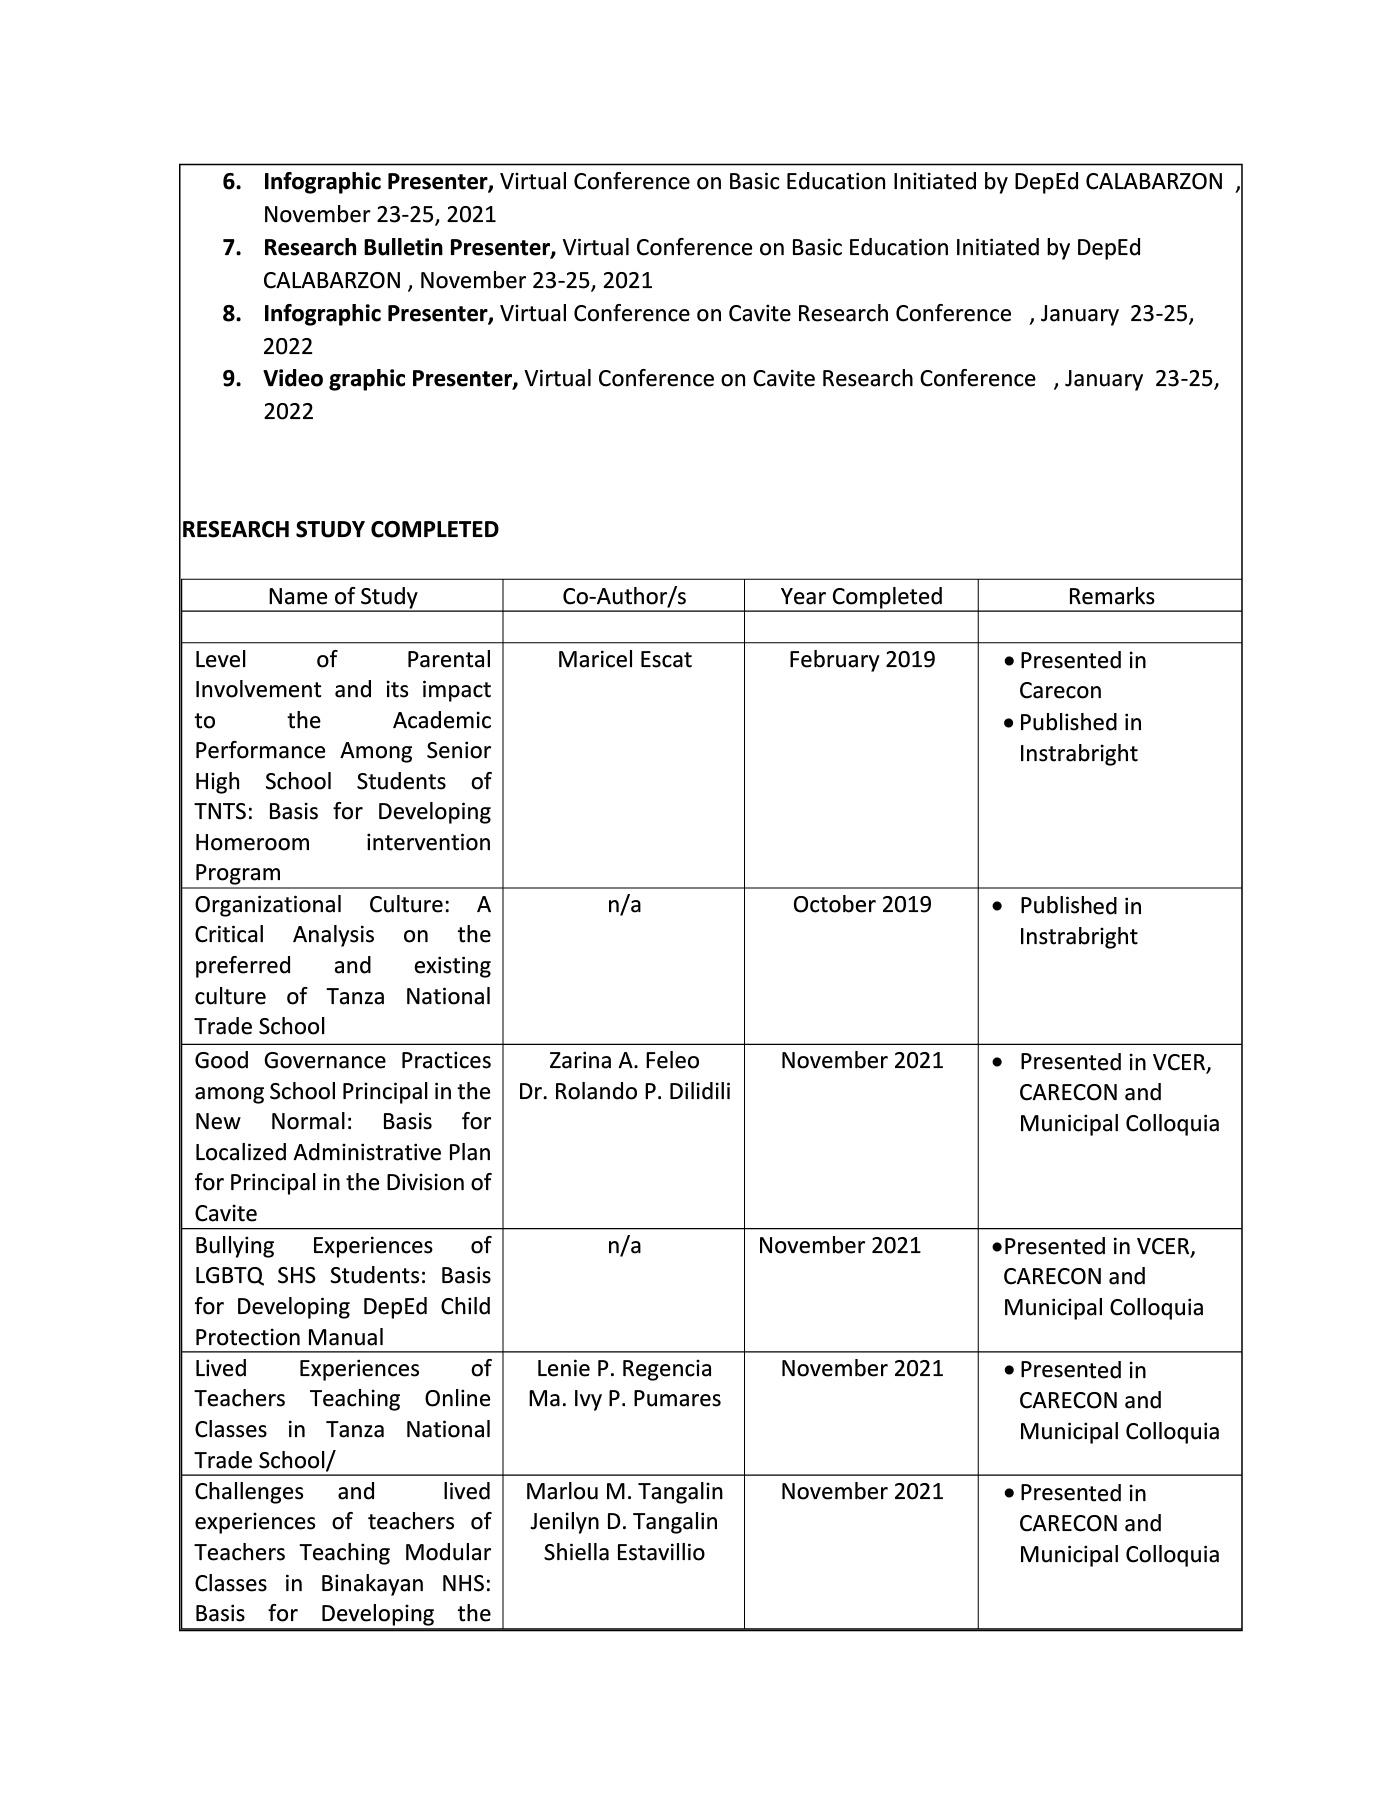 6. Infographic Presenter, Virtual Conference on Basic Education Initiated by DepEd CALABARZON ,
November 23-25, 2021
7. Research Bulletin Presenter, Virtual Conference on Basic Education Initiated by DepEd
CALABARZON , November 23-25, 2021
8. Infographic Presenter, Virtual Conference on Cavite Research Conference , January 23-25,
2022
9. Video graphic Presenter, Virtual Conference on Cavite Research Conference , January 23-25,
2022
RESEARCH STUDY COMPLETED
Name of Study
Co-Author/s
Year Completed
Remarks
Level of Parental
Involvement and its impact
to the Academic
Performance Among Senior
High School Students of
TNTS: Basis for Developing
Homeroom intervention
Program
Maricel Escat
February 2019
• Presented in
Carecon
• Published in
Instrabright
Organizational Culture: A
Critical Analysis on the
preferred and existing
culture of Tanza National
Trade School
n/a
October 2019
• Published in
Instrabright
Good Governance Practices
among School Principal in the
New Normal: Basis for
Localized Administrative Plan
for Principal in the Division of
Cavite
Zarina A. Feleo
Dr. Rolando P. Dilidili
November 2021
• Presented in VCER,
CARECON and
Municipal Colloquia
Bullying Experiences of
LGBTQ SHS Students: Basis
for Developing DepEd Child
Protection Manual
n/a
November 2021
•Presented in VCER,
CARECON and
Municipal Colloquia
Lived Experiences of
Teachers Teaching Online
Classes in Tanza National
Trade School/
Lenie P. Regencia
Ma. Ivy P. Pumares
November 2021
• Presented in
CARECON and
Municipal Colloquia
Challenges and lived
experiences of teachers of
Teachers Teaching Modular
Classes in Binakayan NHS:
Basis for Developing the
Marlou M. Tangalin
Jenilyn D. Tangalin
Shiella Estavillio
November 2021
• Presented in
CARECON and
Municipal Colloquia